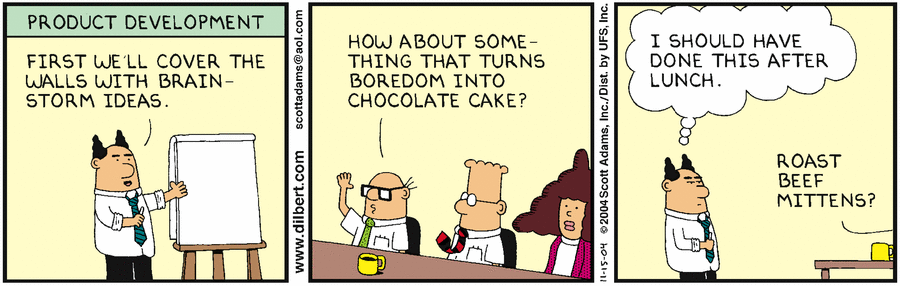 PRODUCT DEVELOPMENT
FIRST WE'LL COVER THE
WALLS WITH BRAIN-
STORM IDEAS.
www.dilbert.com
scottadams@aol.com
HOW ABOUT SOME-
THING THAT TURNS
BOREDOM INTO
CHOCOLATE CAKE?
11-15-04 © 2004 Scott Adams, Inc./Dist. by UFS, Inc.
I SHOULD HAVE
DONE THIS AFTER
LUNCH.
ROAST
BEEF
MITTENS?